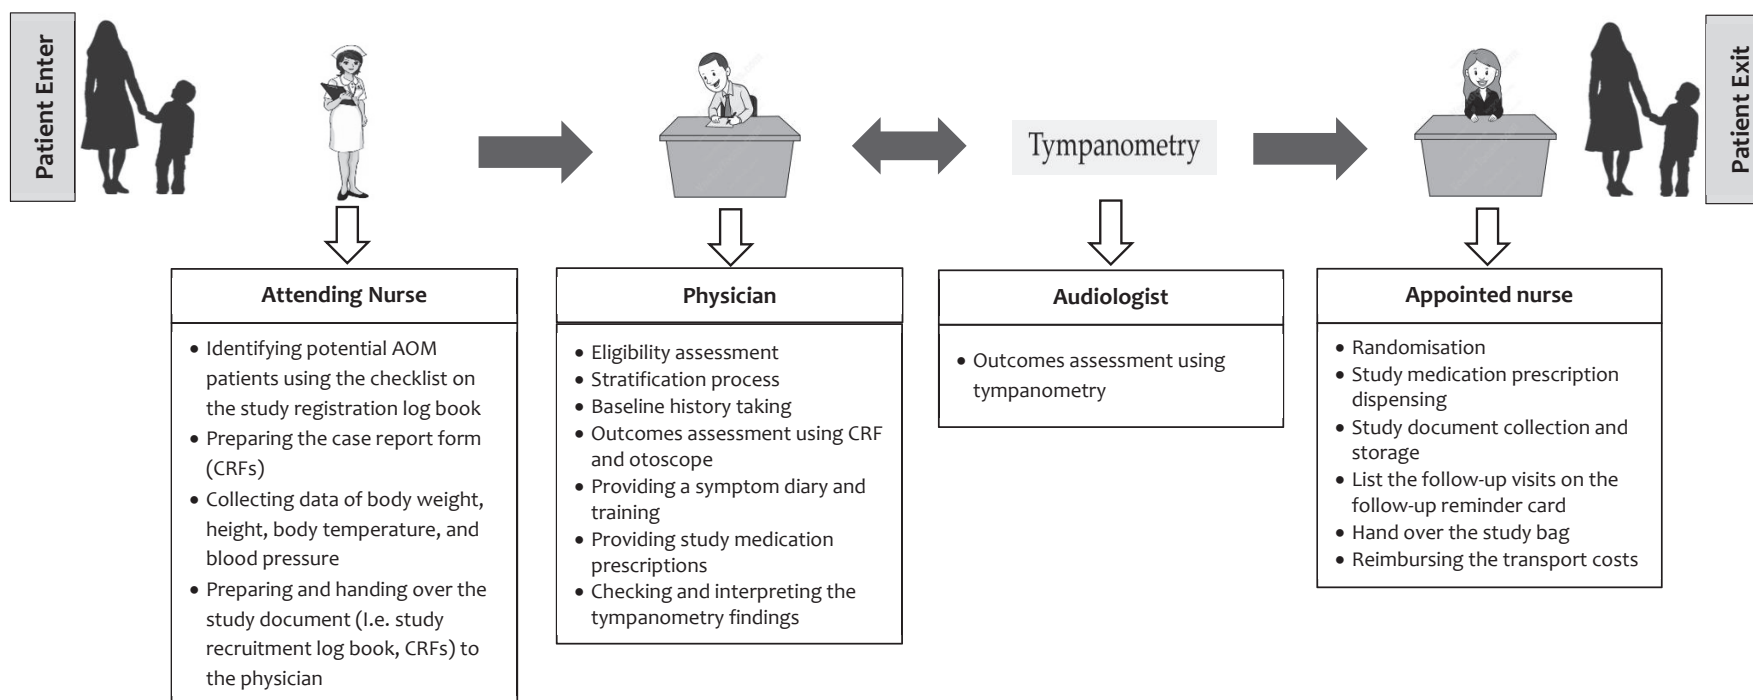 Patient Enter
Tympanometry
Patient Exit
Attending Nurse
• Identifying potential AOM
patients using the checklist on
the study registration log book
• Preparing the case report form
(CRFs)
• Collecting data of body weight,
height, body temperature, and
blood pressure
• Preparing and handing over the
study document (I.e. study
recruitment log book, CRFs) to
the physician
Physician
• Eligibility assessment
• Stratification process
• Baseline history taking
• Outcomes assessment using CRF
and otoscope
• Providing a symptom diary and
training
• Providing study medication
prescriptions
• Checking and interpreting the
tympanometry findings
Audiologist
• Outcomes assessment using
tympanometry
Appointed nurse
• Randomisation
• Study medication prescription
dispensing
• Study document collection and
storage
• List the follow-up visits on the
follow-up reminder card
• Hand over the study bag
• Reimbursing the transport costs